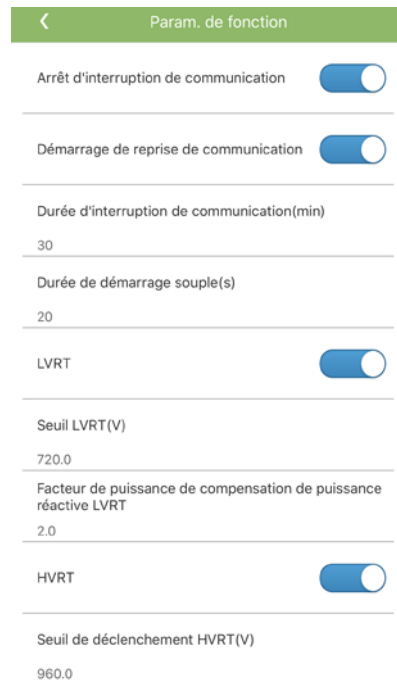 Param. de fonction
Arrêt d'interruption de communication
Démarrage de reprise de communication
Durée d'interruption de communication(min)
30
Durée de démarrage souple(s)
20
LVRT
Seuil LVRT(V)
720.0
Facteur de puissance de compensation de puissance
réactive LVRT
2.0
HVRT
Seuil de déclenchement HVRT(V)
960.0